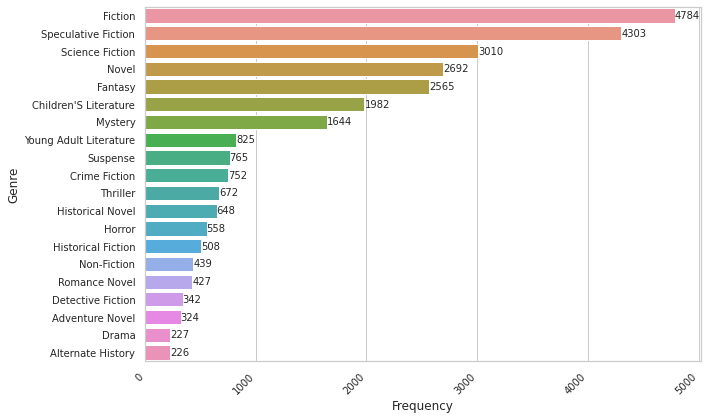 Genre
Fiction 4784
Speculative Fiction 4303
Science Fiction 3010
Novel 2692
Fantasy 2565
Children'S Literature 1982
Mystery 1644
Young Adult Literature 825
Suspense 765
Crime Fiction 752
Thriller 672
Historical Novel 648
Horror 558
Historical Fiction 508
Non-Fiction 439
Romance Novel 427
Detective Fiction 342
Adventure Novel 324
Drama 227
Alternate History 226
0 1000 2000 3000 4000 5000
Frequency